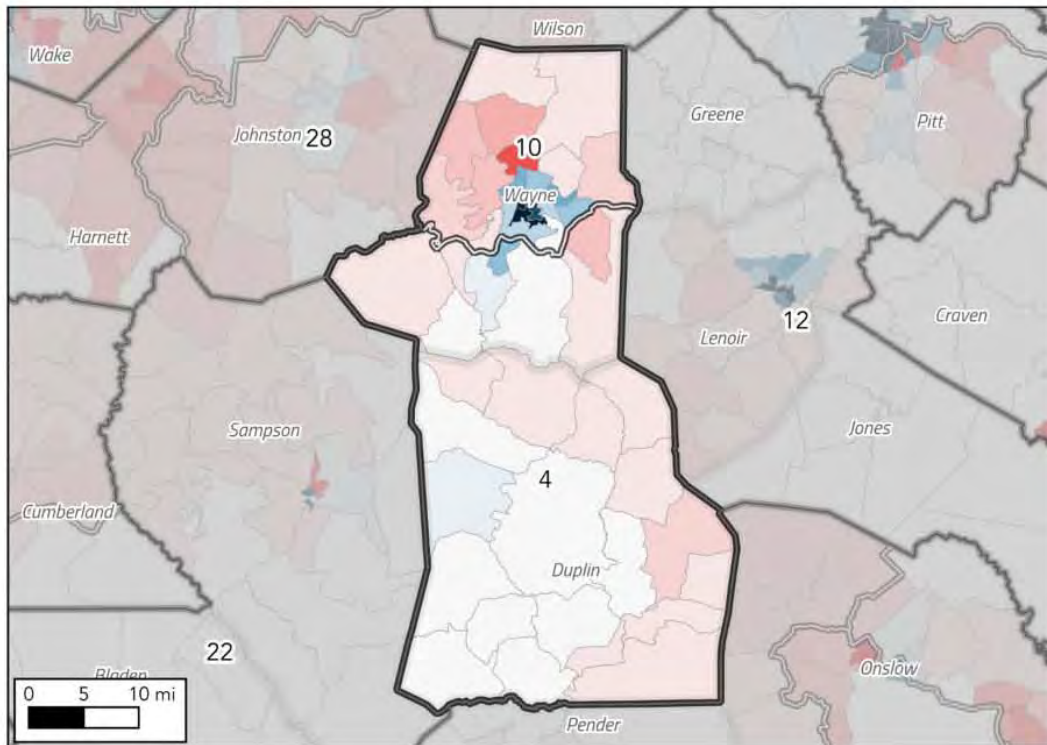 Wilson
Wake
Greene
Pitt
Johnston 28
10
Wayne
Harnett
Lenoir
12
Craven
Sampson
Jones
4
Cumberland
Duplin
22
Bladen
Onslow
0 5 10 mi
Pender